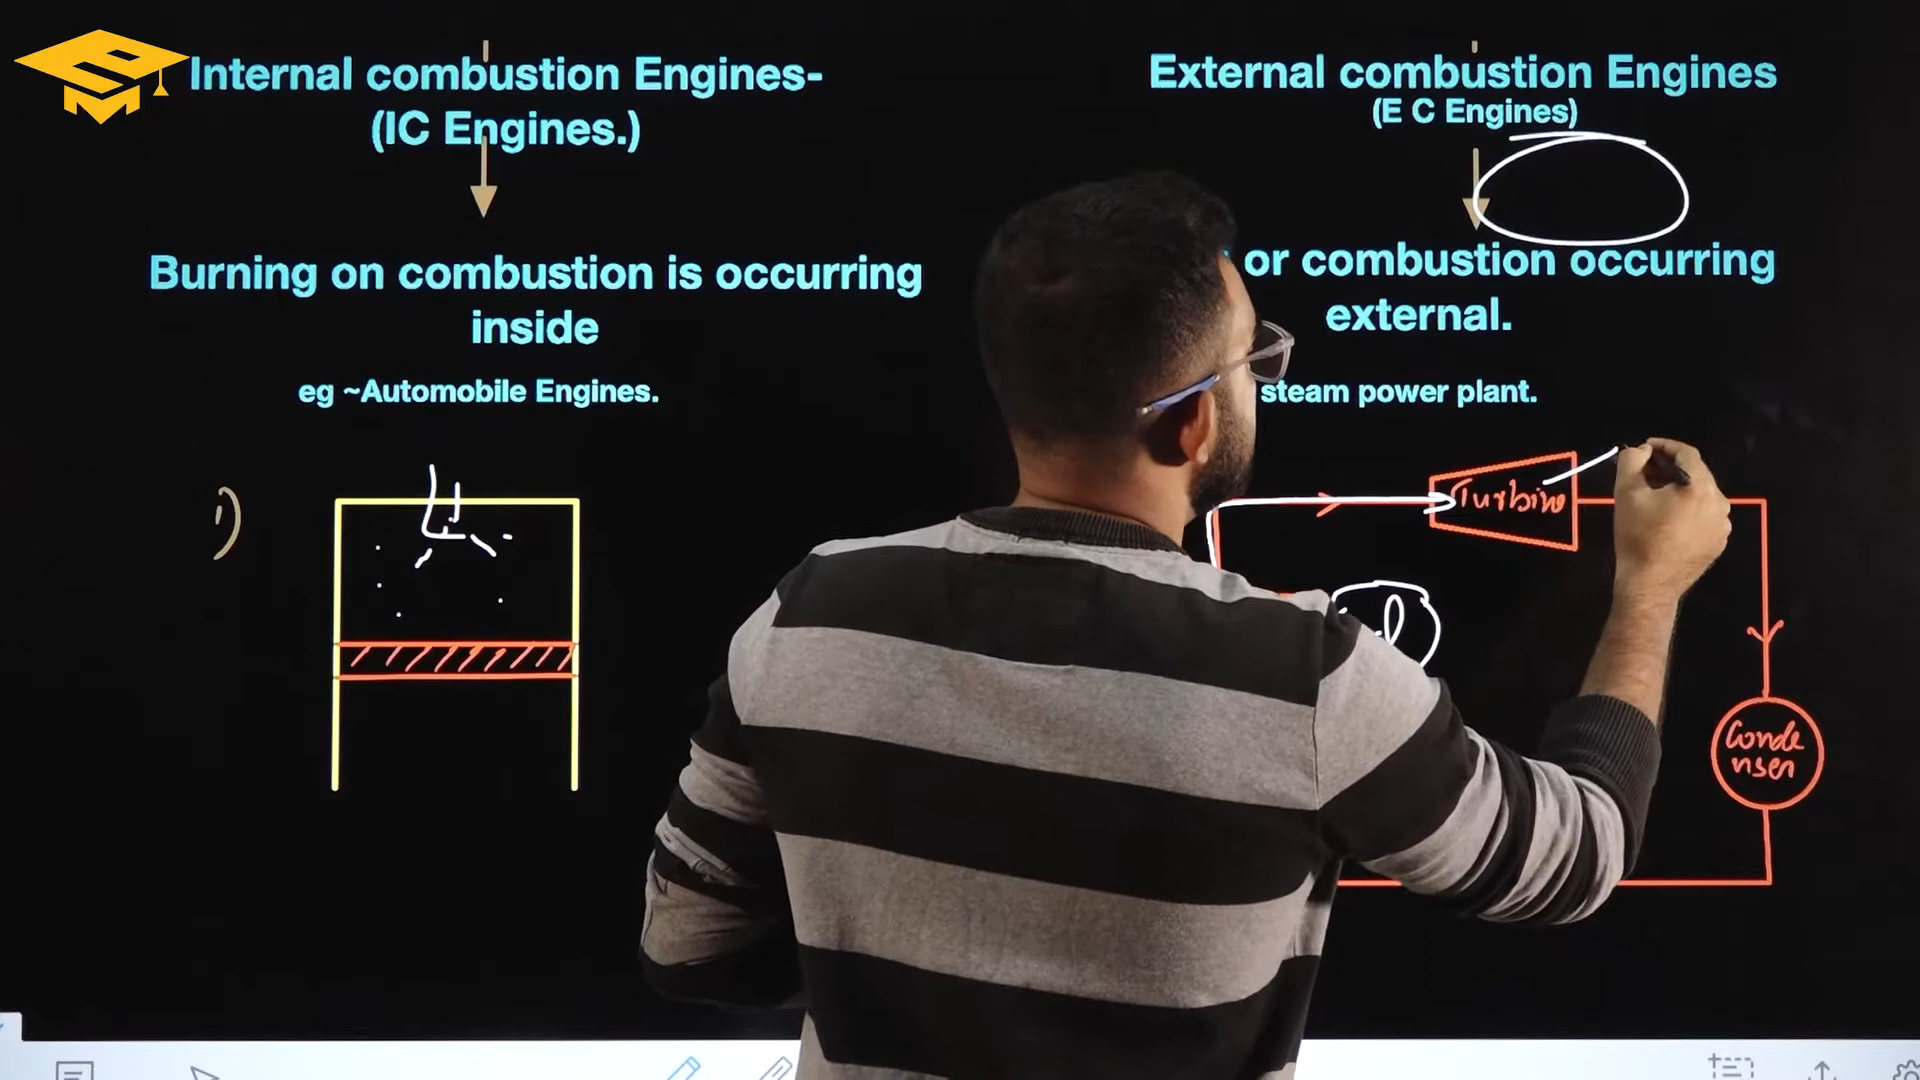 Internal combustion Engines-
(IC Engines.)
Burning on combustion is occurring
inside
eg ~Automobile Engines.
i)
External combustion Engines
(E C Engines)
or combustion occurring
external.
steam power plant.
Turbine
Conde
nser